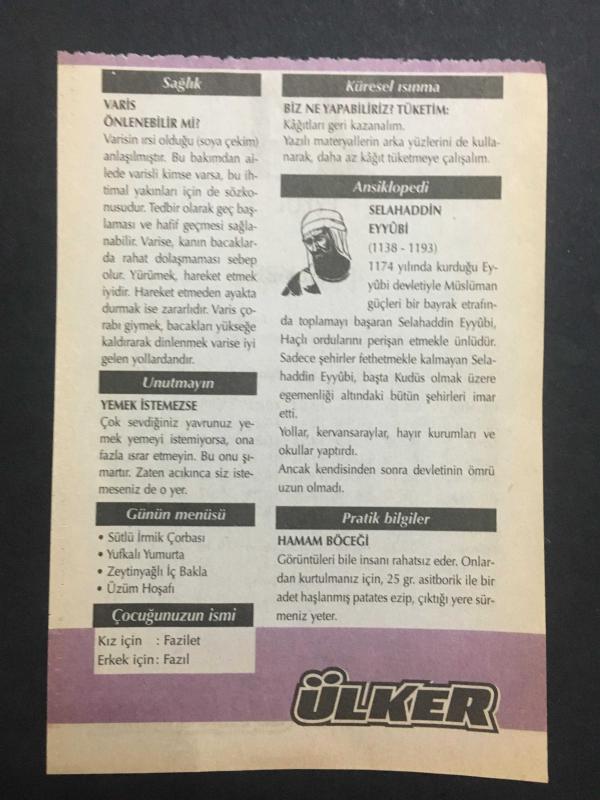 Sağlık
VARİS
ÖNLENEBİLİR Mİ?
Varisin ırsi olduğu (soya çekim)
anlaşılmıştır. Bu bakımdan ai-
lede varisli kimse varsa, bu ih-
timal yakınları için de sözko-
nusudur. Tedbir olarak geç baş-
laması ve hafif geçmesi sağla-
nabilir. Varise, kanın bacaklar-
da rahat dolaşmaması sebep
olur. Yürümek, hareket etmek
iyidir. Hareket etmeden ayakta
durmak ise zararlıdır. Varis ço-
rabı giymek, bacakları yükseğe
kaldırarak dinlenmek varise iyi
gelen yollardandır.
Unutmayın
YEMEK İSTEMEZSE
Çok sevdiğiniz yavrunuz ye-
mek yemeyi istemiyorsa, ona
fazla ısrar etmeyin. Bu onu şı-
martır. Zaten acıkınca siz iste-
meseniz de o yer.
Günün menüsü
• Sütlü İrmik Çorbası
• Yufkalı Yumurta
• Zeytinyağlı İç Bakla
• Üzüm Hoşafı
Çocuğunuzun ismi
Kız için : Fazilet
Erkek için : Fazıl
Küresel ısınma
BİZ NE YAPABİLİRİZ? TÜKETİM:
Kâğıtları geri kazanalım.
Yazılı materyallerin arka yüzlerini de kulla-
narak, daha az kâğıt tüketmeye çalışalım.
Ansiklopedi
SELAHADDİN
EYYÛBİ
(1138 - 1193)
1174 yılında kurduğu Ey-
yûbi devletiyle Müslüman
güçleri bir bayrak etrafın-
da toplamayı başaran Selahaddin Eyyûbi,
Haçlı ordularını perişan etmekle ünlüdür.
Sadece şehirler fethetmekle kalmayan Sela-
haddin Eyyûbi, başta Kudüs olmak üzere
egemenliği altındaki bütün şehirleri imar
etti.
Yollar, kervansaraylar, hayır kurumları ve
okullar yaptırdı.
Ancak kendisinden sonra devletinin ömrü
uzun olmadı.
Pratik bilgiler
HAMAM BÖCEĞİ
Görüntüleri bile insanı rahatsız eder. Onlar-
dan kurtulmanız için, 25 gr. asitborik ile bir
adet haşlanmış patates ezip, çıktığı yere sür-
meniz yeter.
ÜLKER